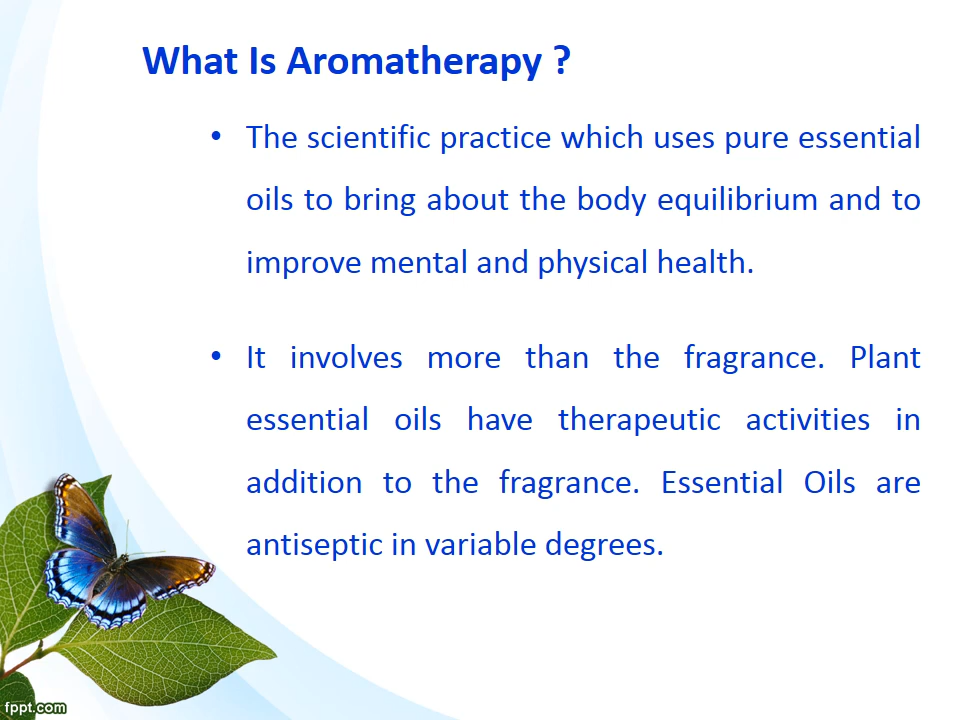 What Is Aromatherapy ?
• The scientific practice which uses pure essential
oils to bring about the body equilibrium and to
improve mental and physical health.
• It involves more than the fragrance. Plant
essential oils have therapeutic activities in
addition to the fragrance. Essential Oils are
antiseptic in variable degrees.
fppt.com